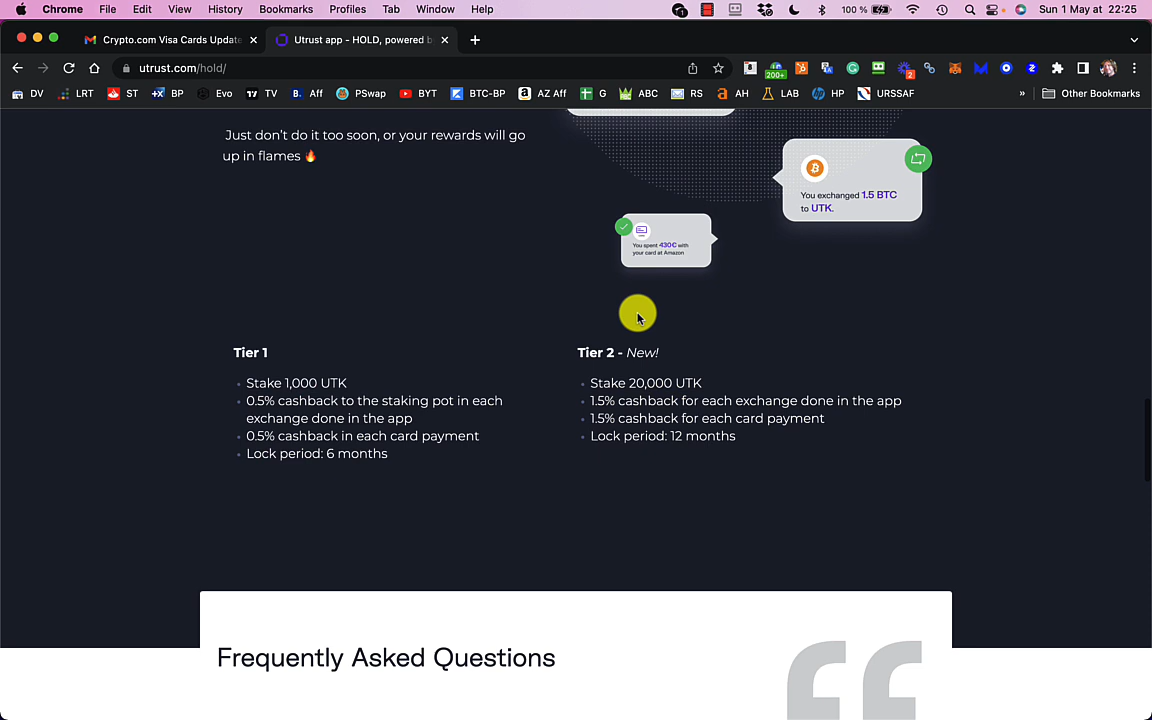 Chrome File Edit View History Bookmarks Profiles Tab Window Help 1 100 % Sun 1 May at 22:25
Crypto.com Visa Cards Update Utrust app - HOLD, powered b
utrust.com/hold/ 200+ 2
DV LRT ST BP Evo TV B. Aff PSwap BYT BTC-BP AZ Aff G ABC RS AH LAB HP URSSAF » Other Bookmarks
Just don't do it too soon, or your rewards will go
up in flames 🔥
You exchanged 1.5 BTC
to UTK.
You spent 430€ with
your card at Amazon
Tier 1
• Stake 1,000 UTK
• 0.5% cashback to the staking pot in each
exchange done in the app
• 0.5% cashback in each card payment
• Lock period: 6 months
Tier 2 - New!
• Stake 20,000 UTK
• 1.5% cashback for each exchange done in the app
• 1.5% cashback for each card payment
• Lock period: 12 months
Frequently Asked Questions
“